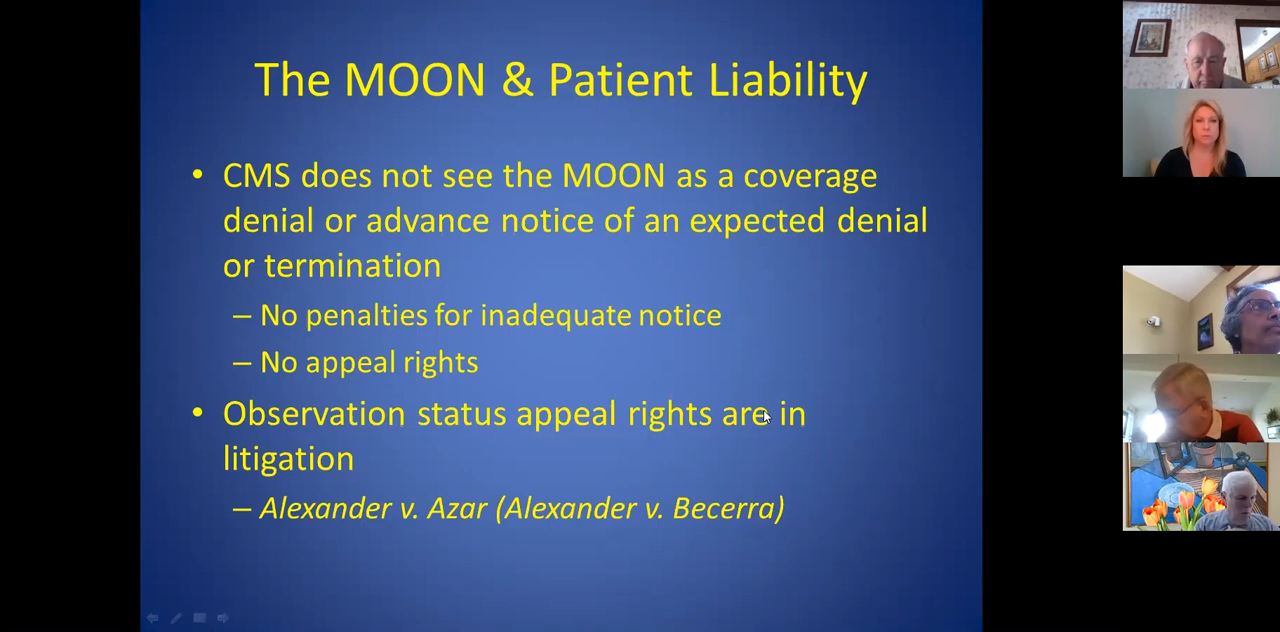 The MOON & Patient Liability
• CMS does not see the MOON as a coverage
denial or advance notice of an expected denial
or termination
– No penalties for inadequate notice
– No appeal rights
• Observation status appeal rights are in
litigation
– Alexander v. Azar (Alexander v. Becerra)